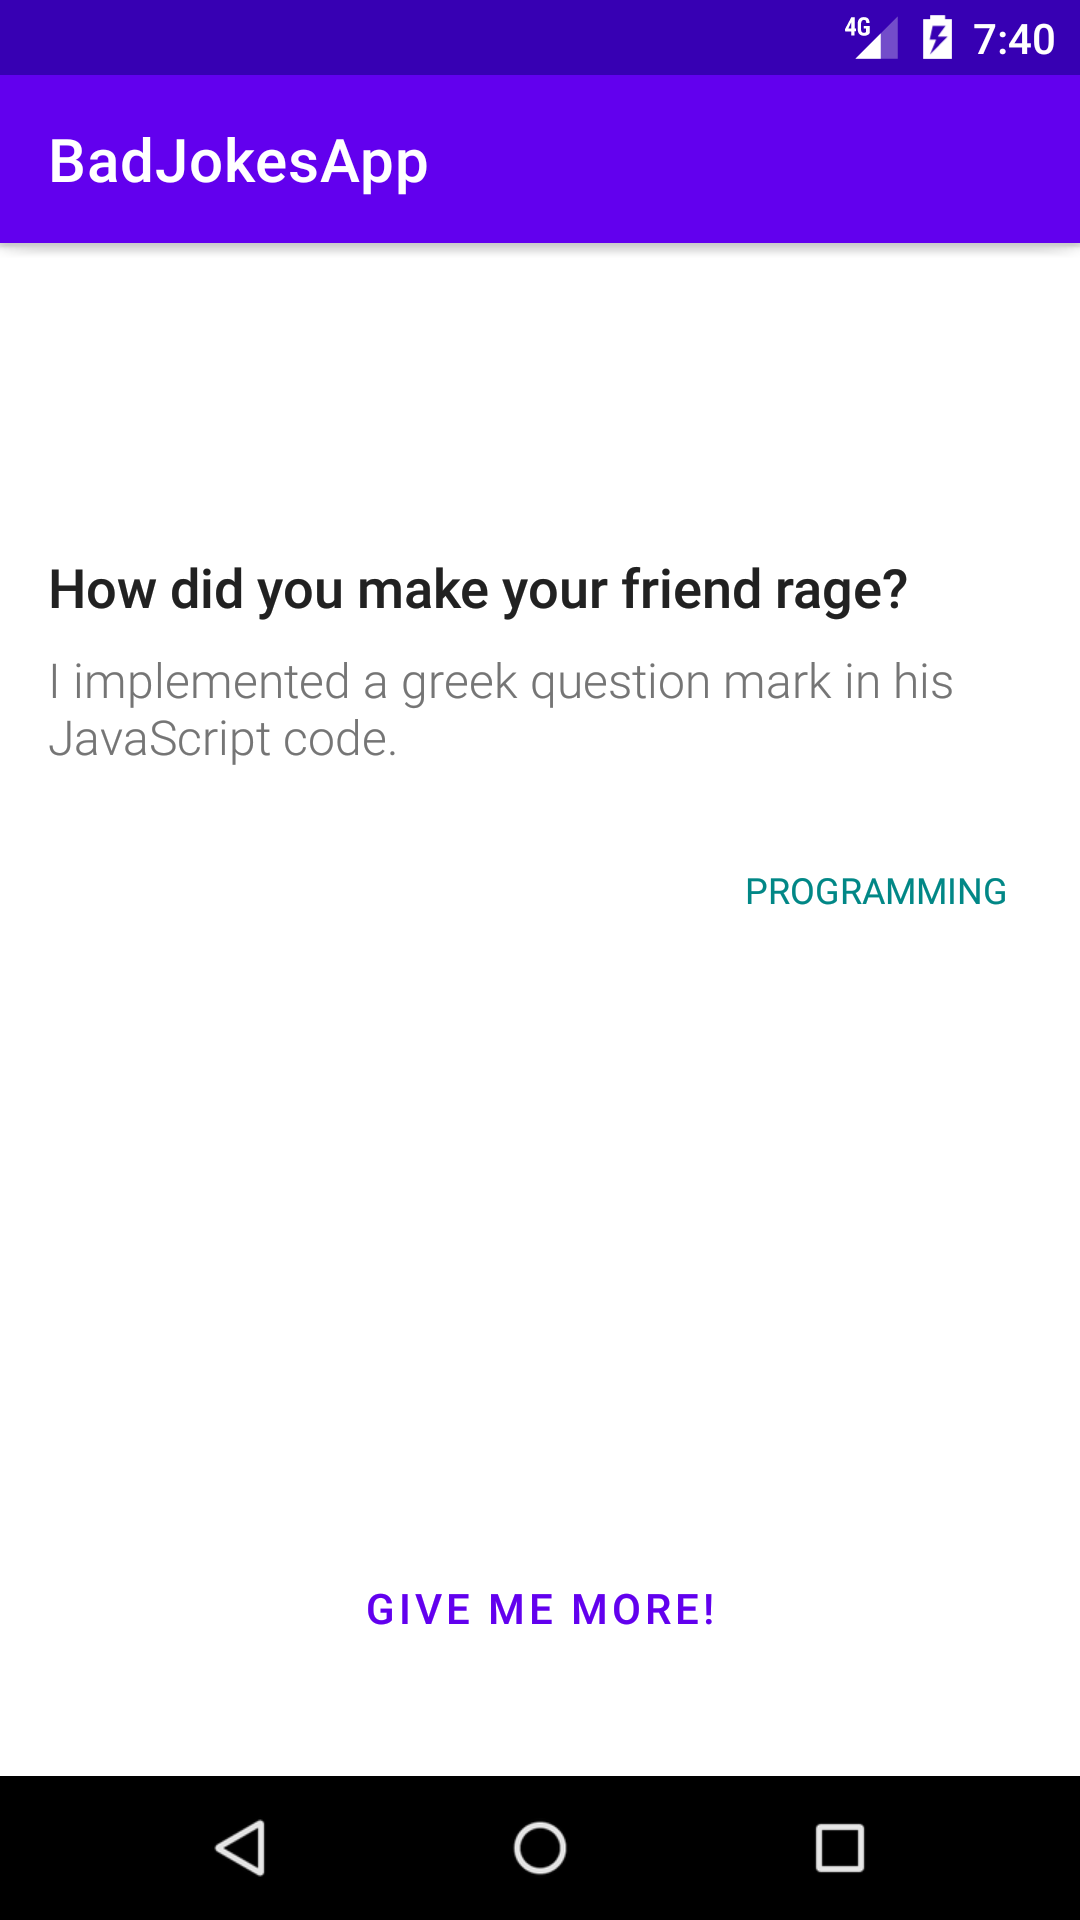 4G 7:40
BadJokesApp
How did you make your friend rage?
I implemented a greek question mark in his
JavaScript code.
PROGRAMMING
GIVE ME MORE!